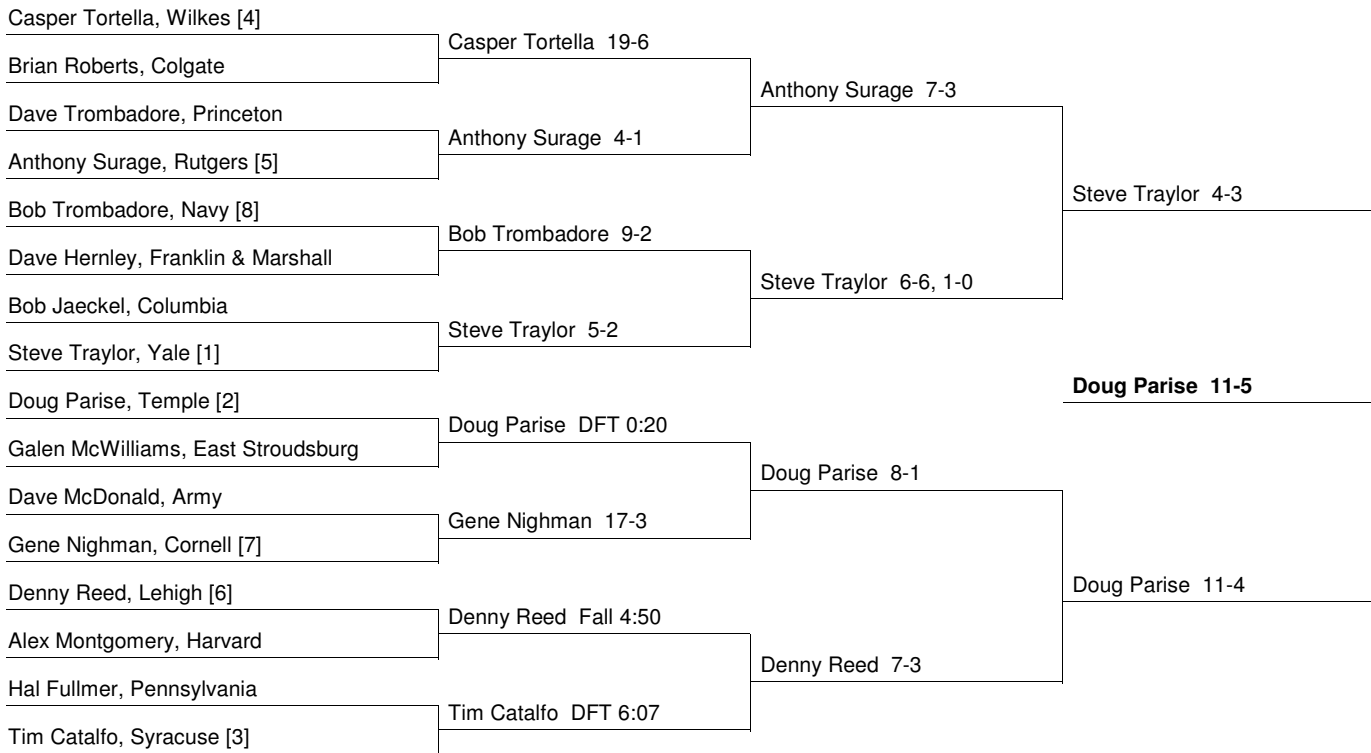 Casper Tortella, Wilkes [4]
Casper Tortella 19-6
Brian Roberts, Colgate
Anthony Surage 7-3
Dave Trombadore, Princeton
Anthony Surage 4-1
Anthony Surage, Rutgers [5]
Steve Traylor 4-3
Bob Trombadore, Navy [8]
Bob Trombadore 9-2
Dave Hernley, Franklin & Marshall
Steve Traylor 6-6, 1-0
Bob Jaeckel, Columbia
Steve Traylor 5-2
Steve Traylor, Yale [1]
Doug Parise 11-5
Doug Parise, Temple [2]
Doug Parise DFT 0:20
Galen McWilliams, East Stroudsburg
Doug Parise 8-1
Dave McDonald, Army
Gene Nighman 17-3
Gene Nighman, Cornell [7]
Doug Parise 11-4
Denny Reed, Lehigh [6]
Denny Reed Fall 4:50
Alex Montgomery, Harvard
Denny Reed 7-3
Hal Fullmer, Pennsylvania
Tim Catalfo DFT 6:07
Tim Catalfo, Syracuse [3]